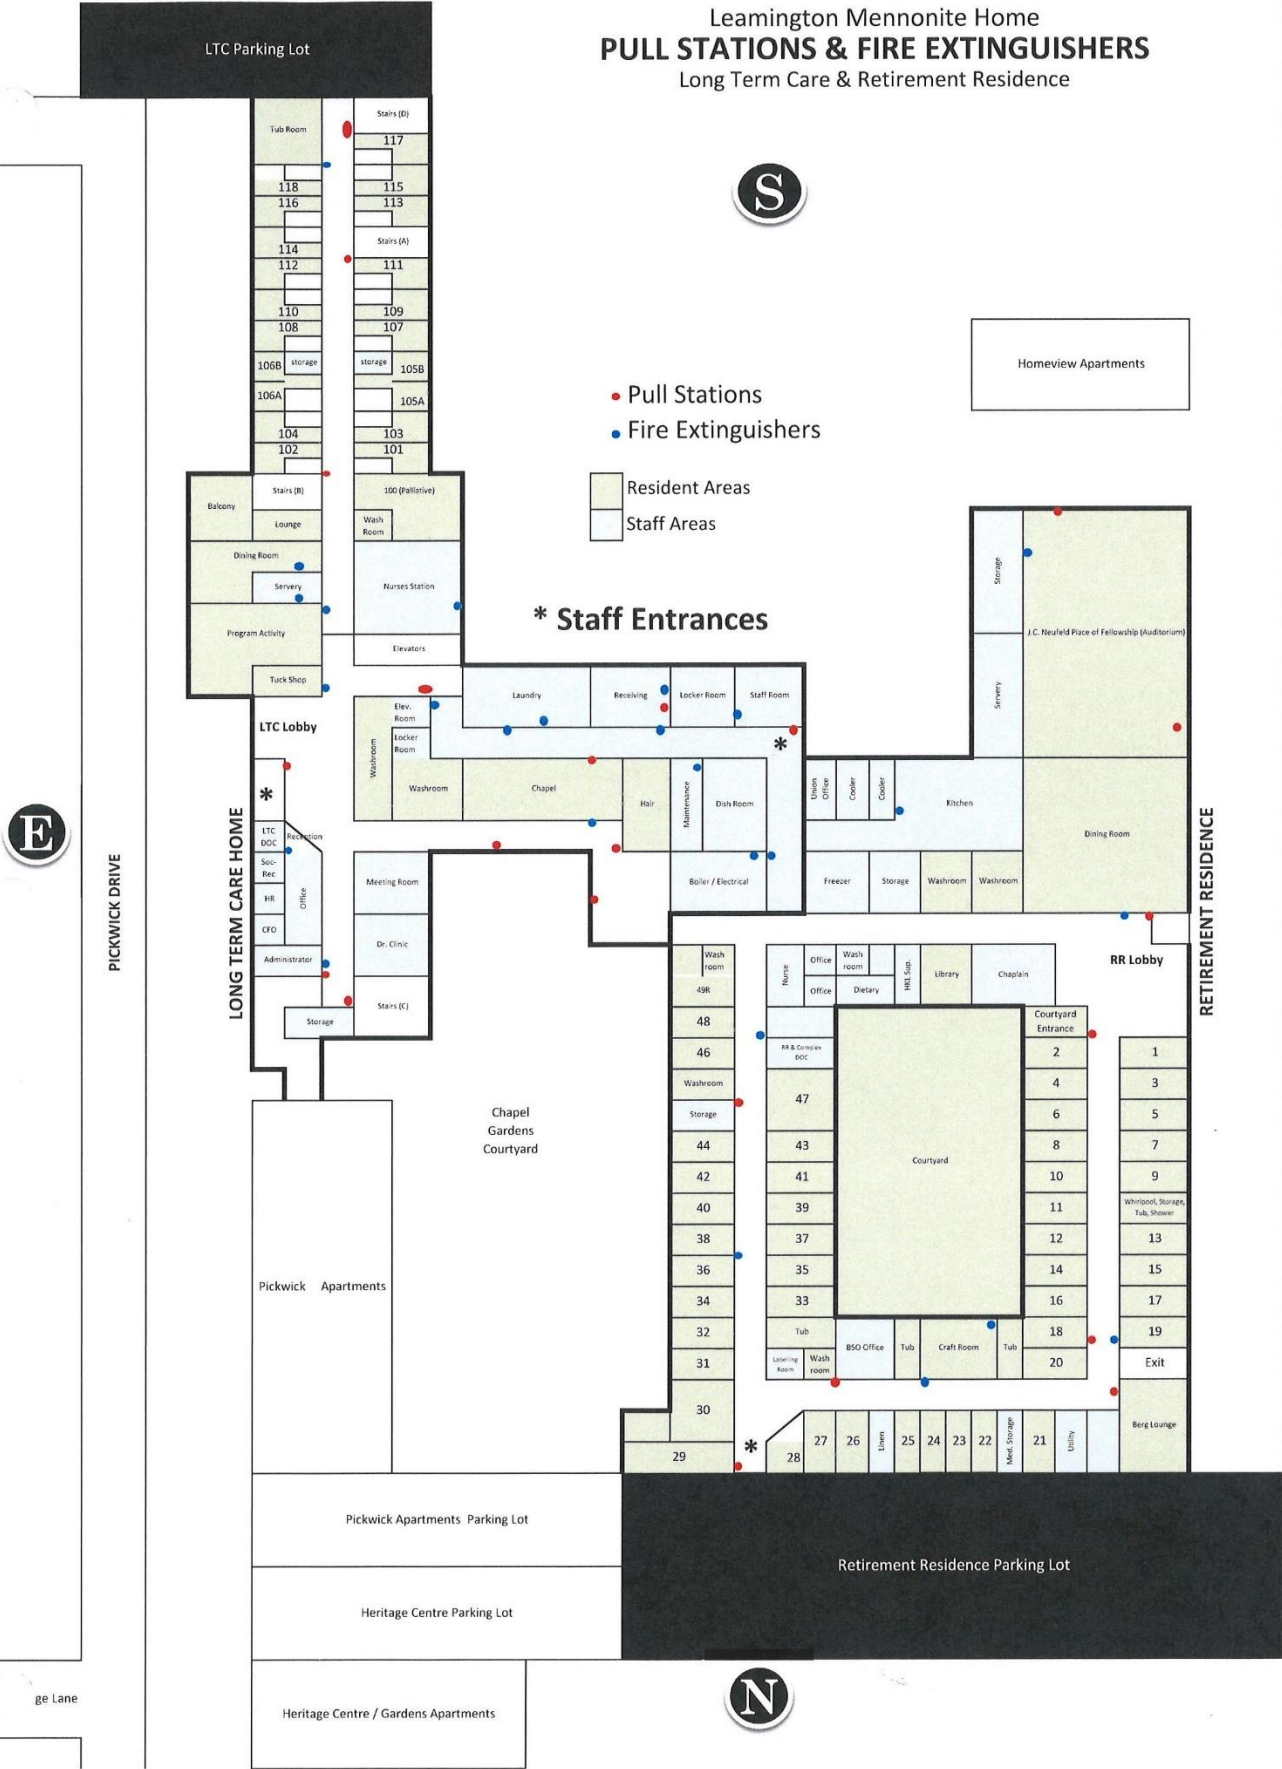 Leamington Mennonite Home
PULL STATIONS & FIRE EXTINGUISHERS
Long Term Care & Retirement Residence
LTC Parking Lot
S
Tub Room
Stairs (D)
117
118
115
116
113
114
Stairs (A)
112
111
110
109
108
107
106B
storage
storage
105B
106A
105A
104
103
102
101
Homeview Apartments
Pull Stations
Fire Extinguishers
Resident Areas
Staff Areas
* Staff Entrances
Balcony
Stairs (B)
100 (Palliative)
Lounge
Wash
Room
Dining Room
Servery
Nurses Station
Program Activity
Elevators
Tuck Shop
LTC Lobby
Elev.
Room
Locker
Room
Washroom
Washroom
Laundry
Receiving
Locker Room
Staff Room
*
Chapel
Hair
Maintenance
Dish Room
Boiler / Electrical
Storage
Servery
J.C. Neufeld Place of Fellowship (Auditorium)
Union
Office
Cooler
Cooler
Kitchen
Dining Room
Freezer
Storage
Washroom
Washroom
E
PICKWICK DRIVE
LONG TERM CARE HOME
RETIREMENT RESIDENCE
*
LTC
DOC
Reception
Soc-
Rec
HR
Office
CFO
Administrator
Storage
Meeting Room
Dr. Clinic
Stairs (C)
RR Lobby
Wash
room
49R
48
46
Washroom
Storage
44
42
40
38
36
34
32
31
30
29
Nurse
Office
Wash
room
Office
Dietary
HKL Sup.
Library
Chaplain
RR & Complex
DOC
47
43
41
39
37
35
33
Tub
Labeling
Room
Wash
room
BSO Office
Tub
Craft Room
Tub
Courtyard
Courtyard
Entrance
2
4
6
8
10
11
12
14
16
18
20
1
3
5
7
9
Whirlpool, Storage,
Tub, Shower
13
15
17
19
Exit
Berg Lounge
*
28
27
26
Linen
25
24
23
22
Med. Storage
21
Utility
Chapel
Gardens
Courtyard
Pickwick Apartments
Pickwick Apartments Parking Lot
Retirement Residence Parking Lot
Heritage Centre Parking Lot
N
ge Lane
Heritage Centre / Gardens Apartments